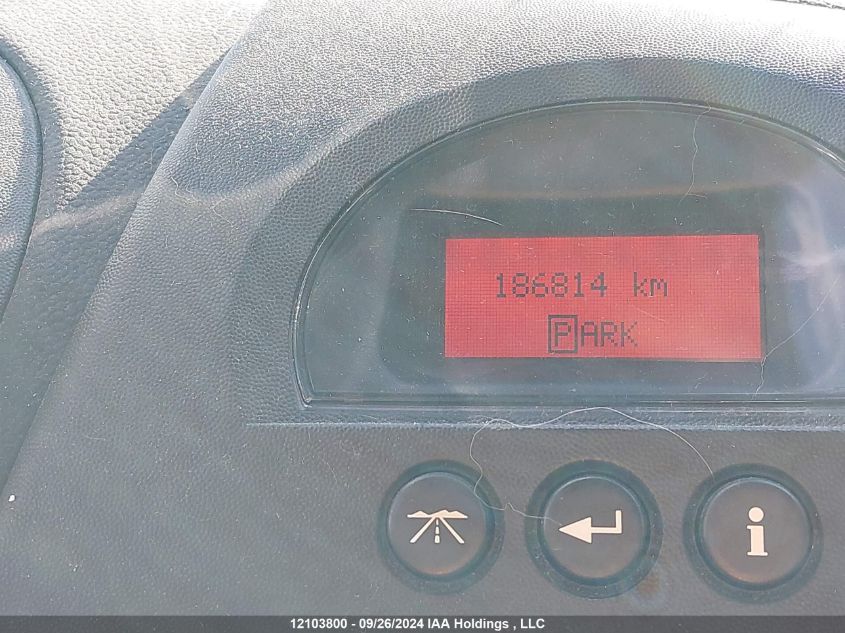 186814 km
PARK
i
12103800 - 09/26/2024 IAA Holdings , LLC